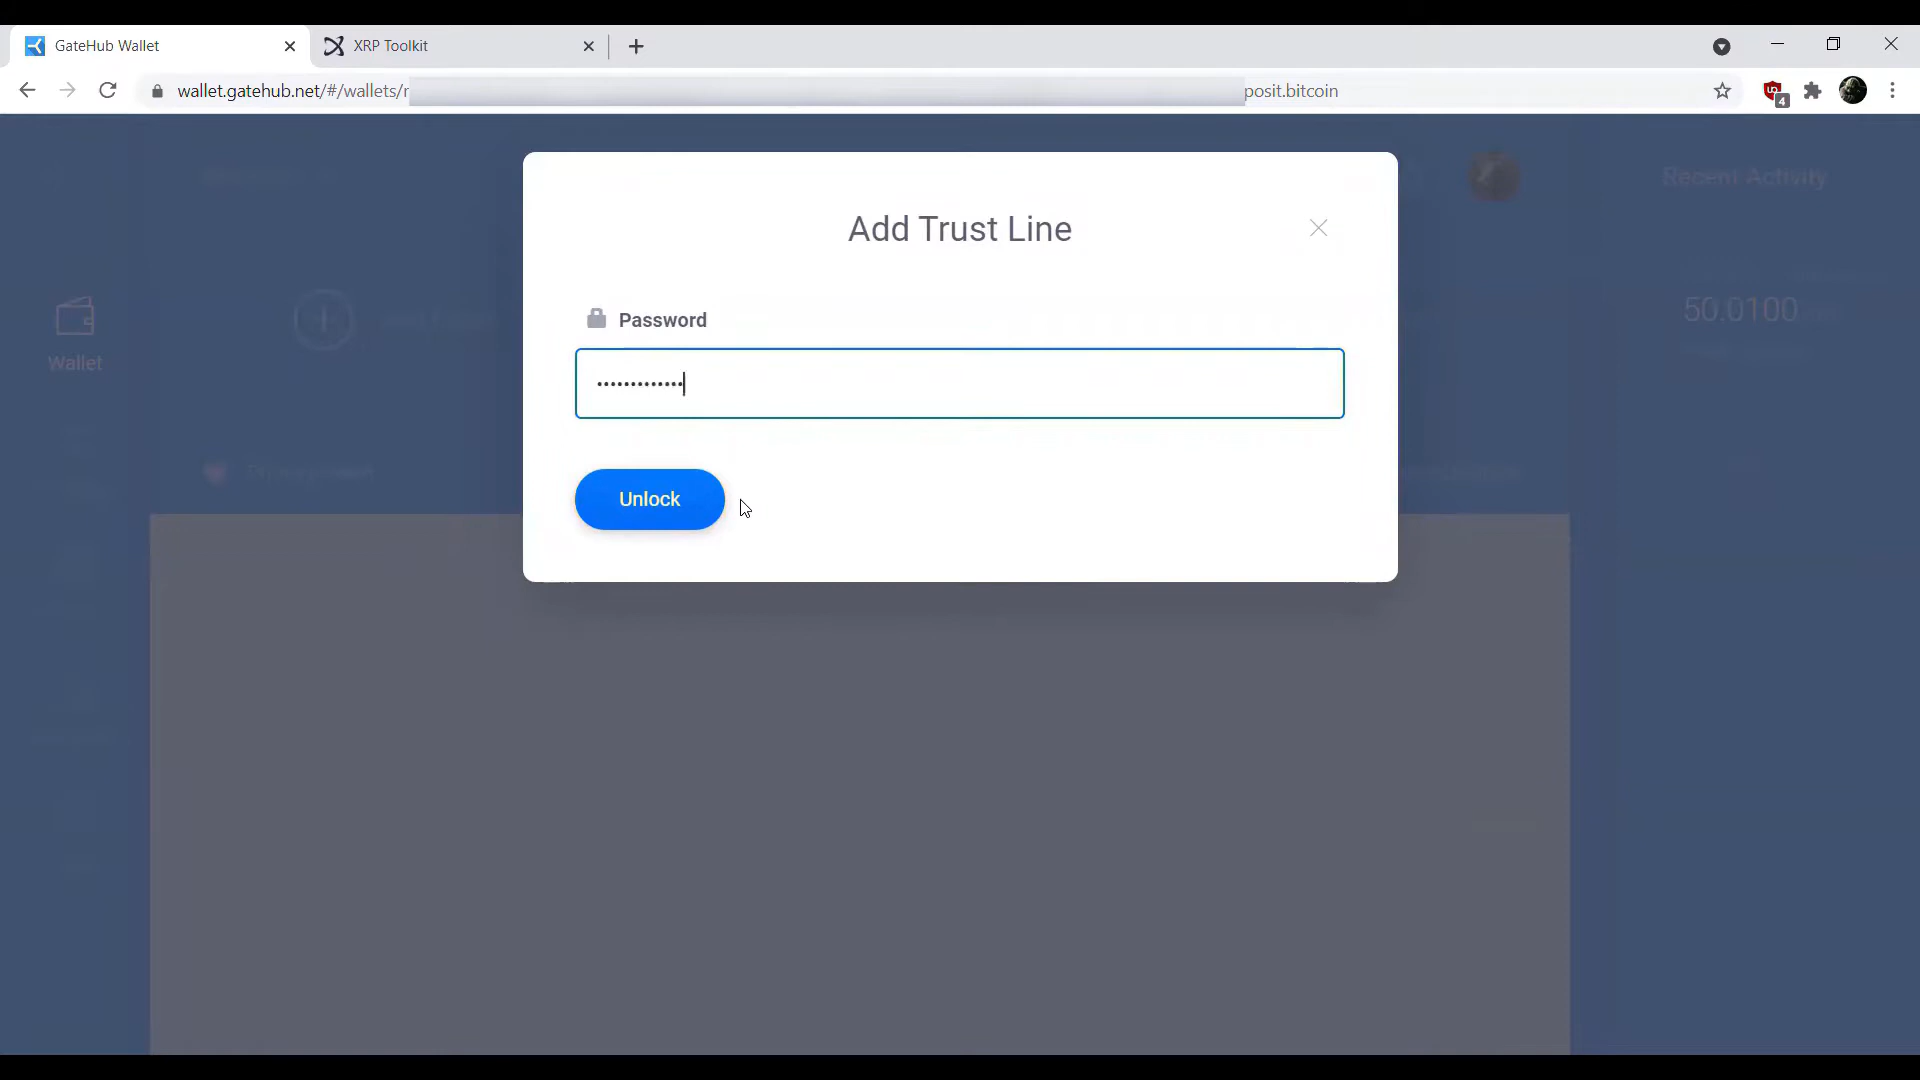 GateHub Wallet
XRP Toolkit
wallet.gatehub.net/#/wallets/r posit.bitcoin
4
Add Trust Line
Recent Activity
Password
50.0100
Wallet
•••••••••••••
Unlock